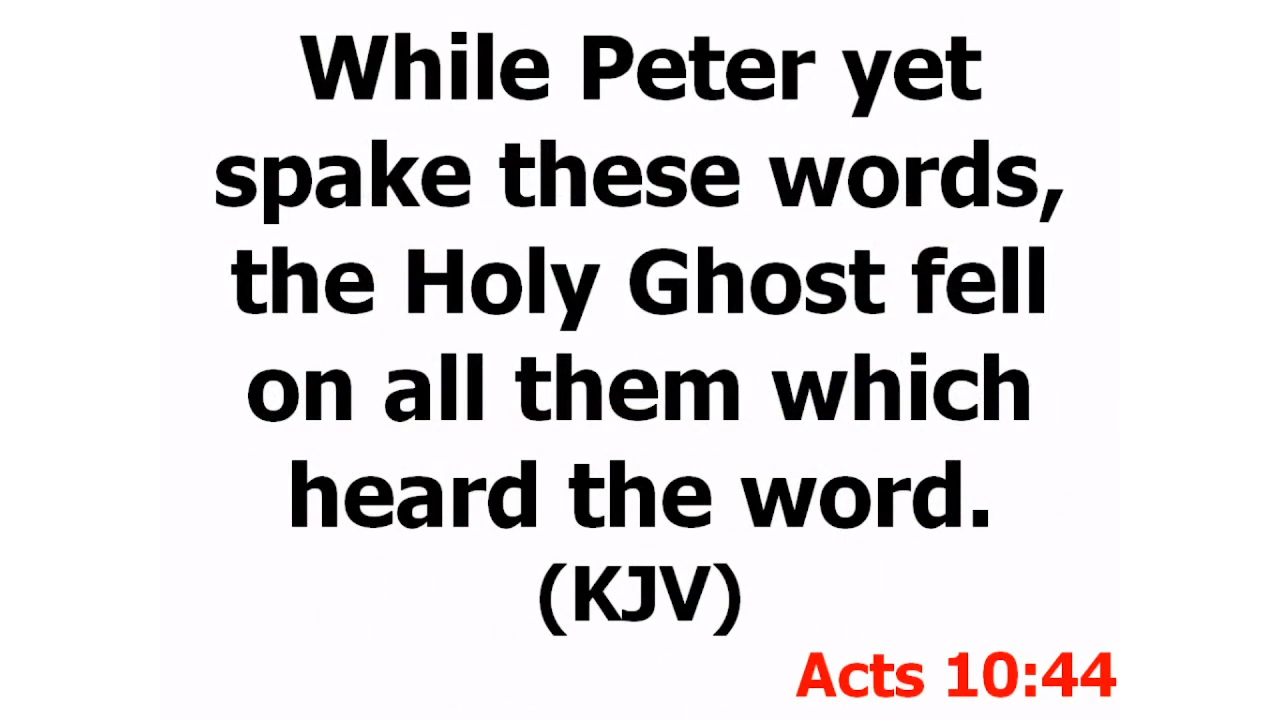 While Peter yet
spake these words,
the Holy Ghost fell
on all them which
heard the word.
(KJV)
Acts 10:44